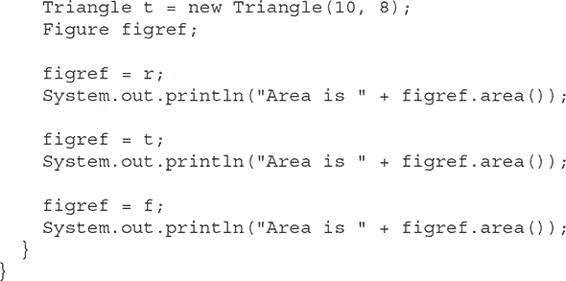 Triangle t = new Triangle(10, 8);
Figure figref;
figref = r;
System.out.println("Area is " + figref.area());
figref = t;
System.out.println("Area is " + figref.area());
figref = f;
System.out.println("Area is " + figref.area());
}
}